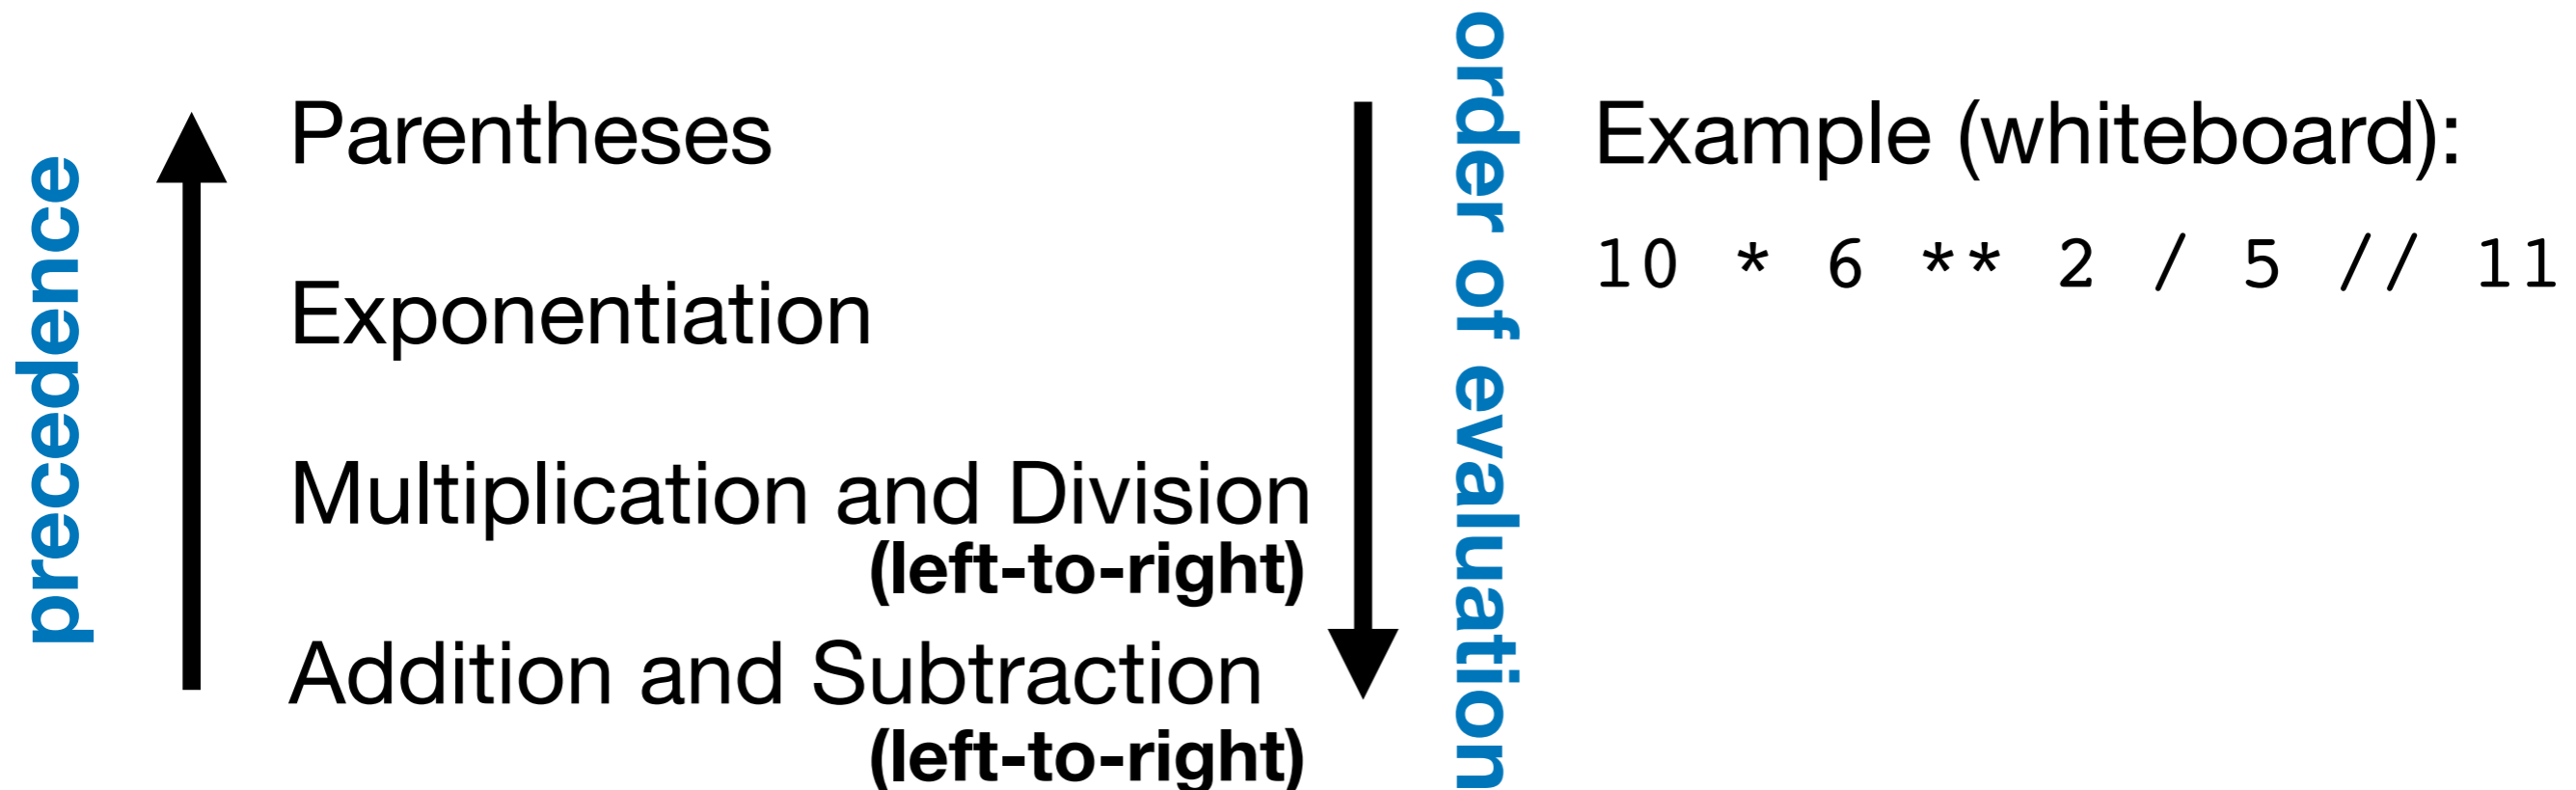 precedence
Parentheses
Exponentiation
Multiplication and Division
(left-to-right)
Addition and Subtraction
(left-to-right)
order of evaluation
Example (whiteboard):
10 * 6 ** 2 / 5 // 11